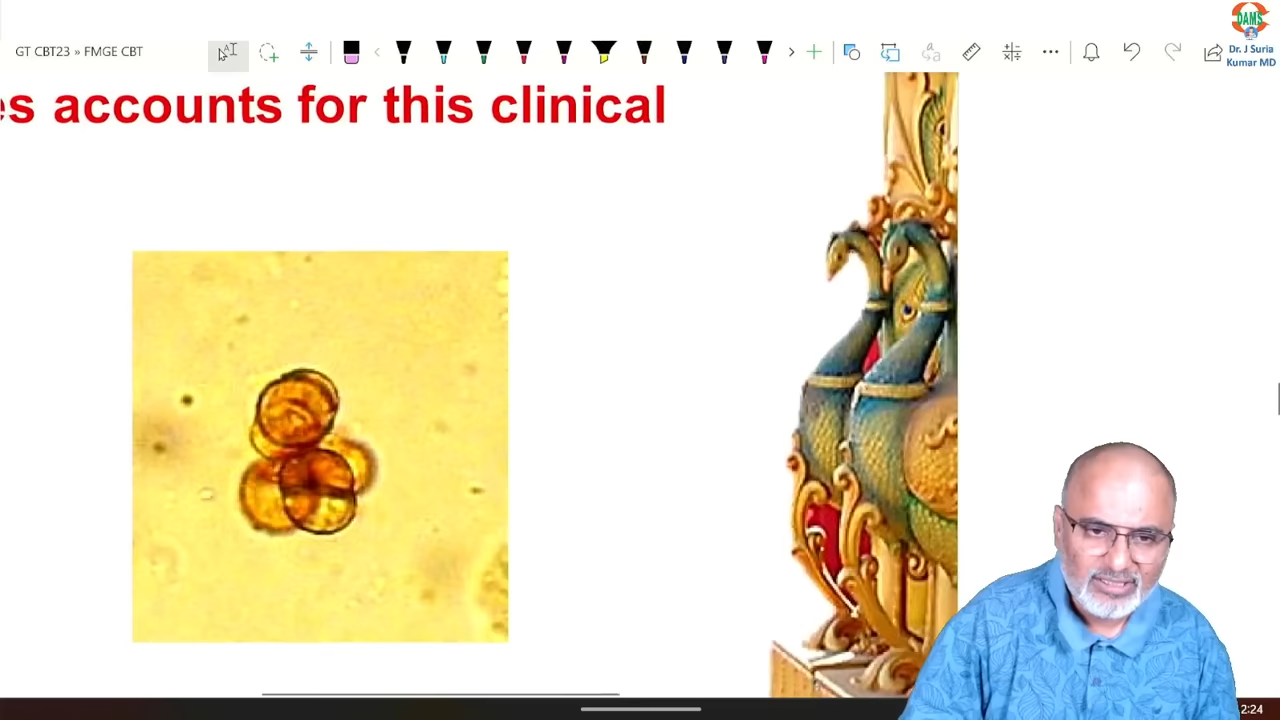 DAMS
GT CBT23 » FMGE CBT
Dr. J Suria
Kumar MD
es accounts for this clinical
2:24